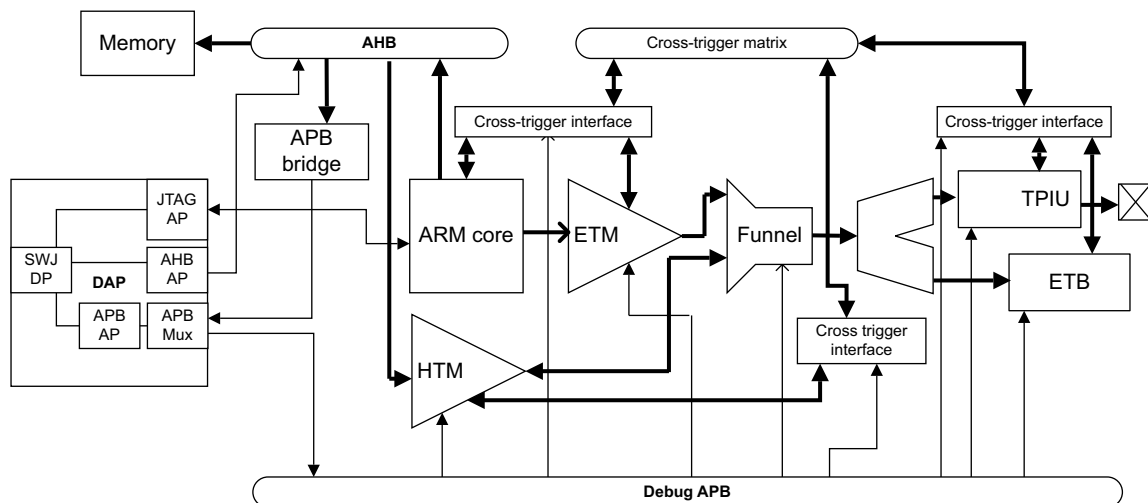 Memory
AHB
Cross-trigger matrix
Cross-trigger interface
Cross-trigger interface
APB
bridge
JTAG
AP
ARM core
ETM
Funnel
TPIU
SWJ
DP
DAP
AHB
AP
ETB
APB
AP
APB
Mux
Cross trigger
interface
HTM
Debug APB